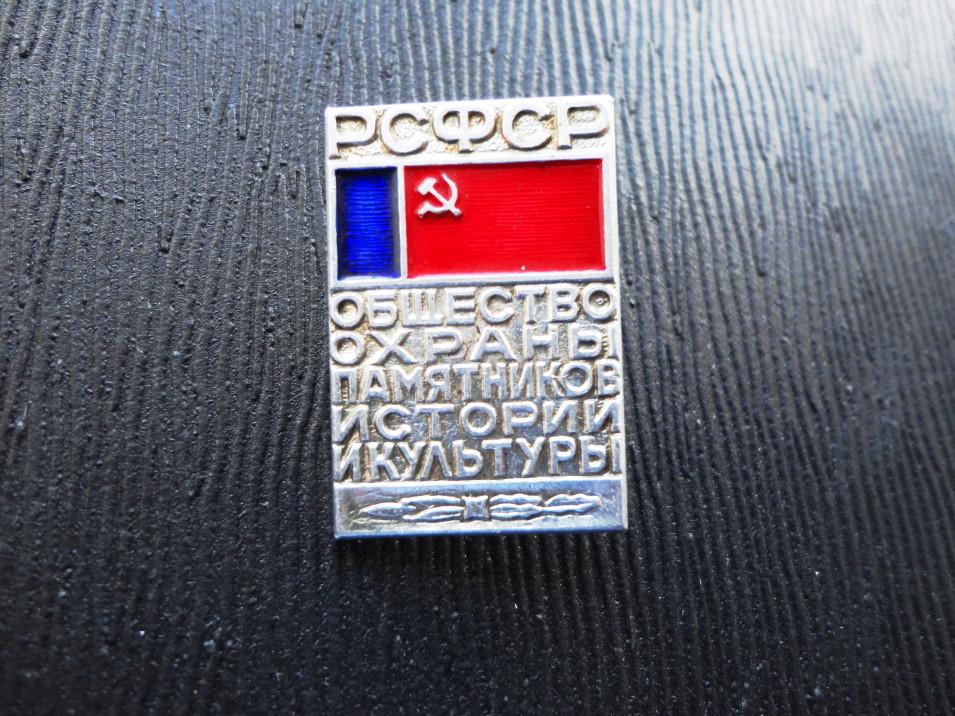 РСФСР
ОБЩЕСТВО
ОХРАНЫ
ПАМЯТНИКОВ
ИСТОРИИ
И КУЛЬТУРЫ